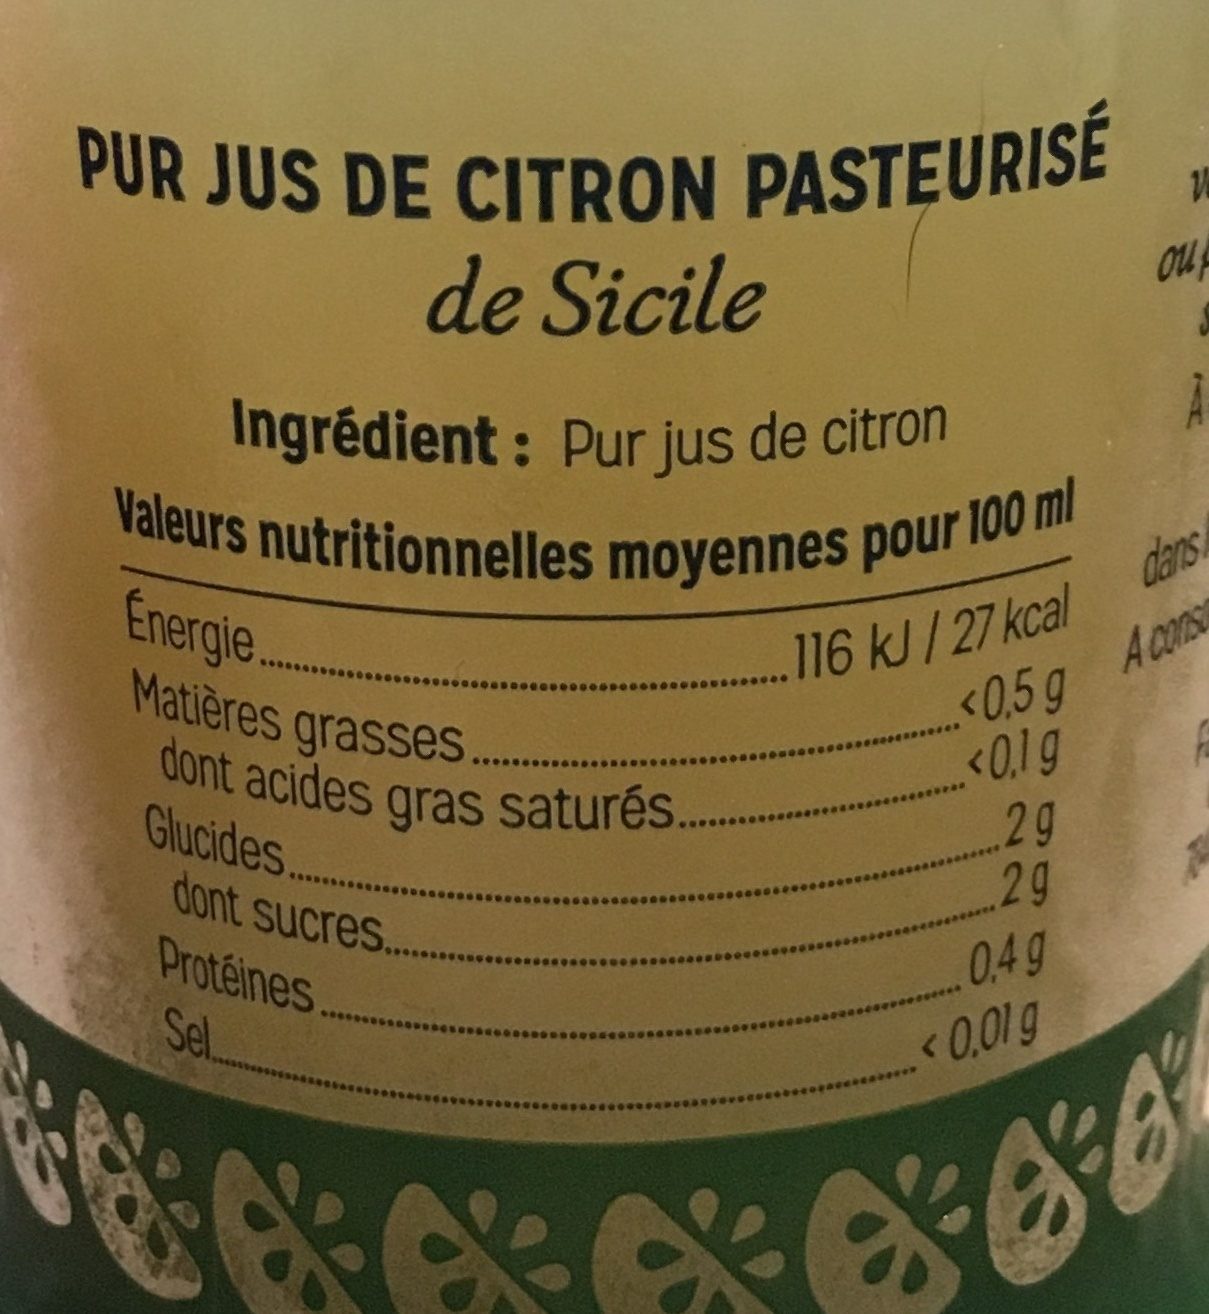 PUR JUS DE CITRON PASTEURISÉ
de Sicile
Ingrédient : Pur jus de citron
Valeurs nutritionnelles moyennes pour 100 ml
Énergie 116 kJ / 27 kcal
Matières grasses <0,5 g
dont acides gras saturés <0,1 g
Glucides 2 g
dont sucres 2 g
Protéines 0,4 g
Sel < 0,01 g
ou
À
dans
A